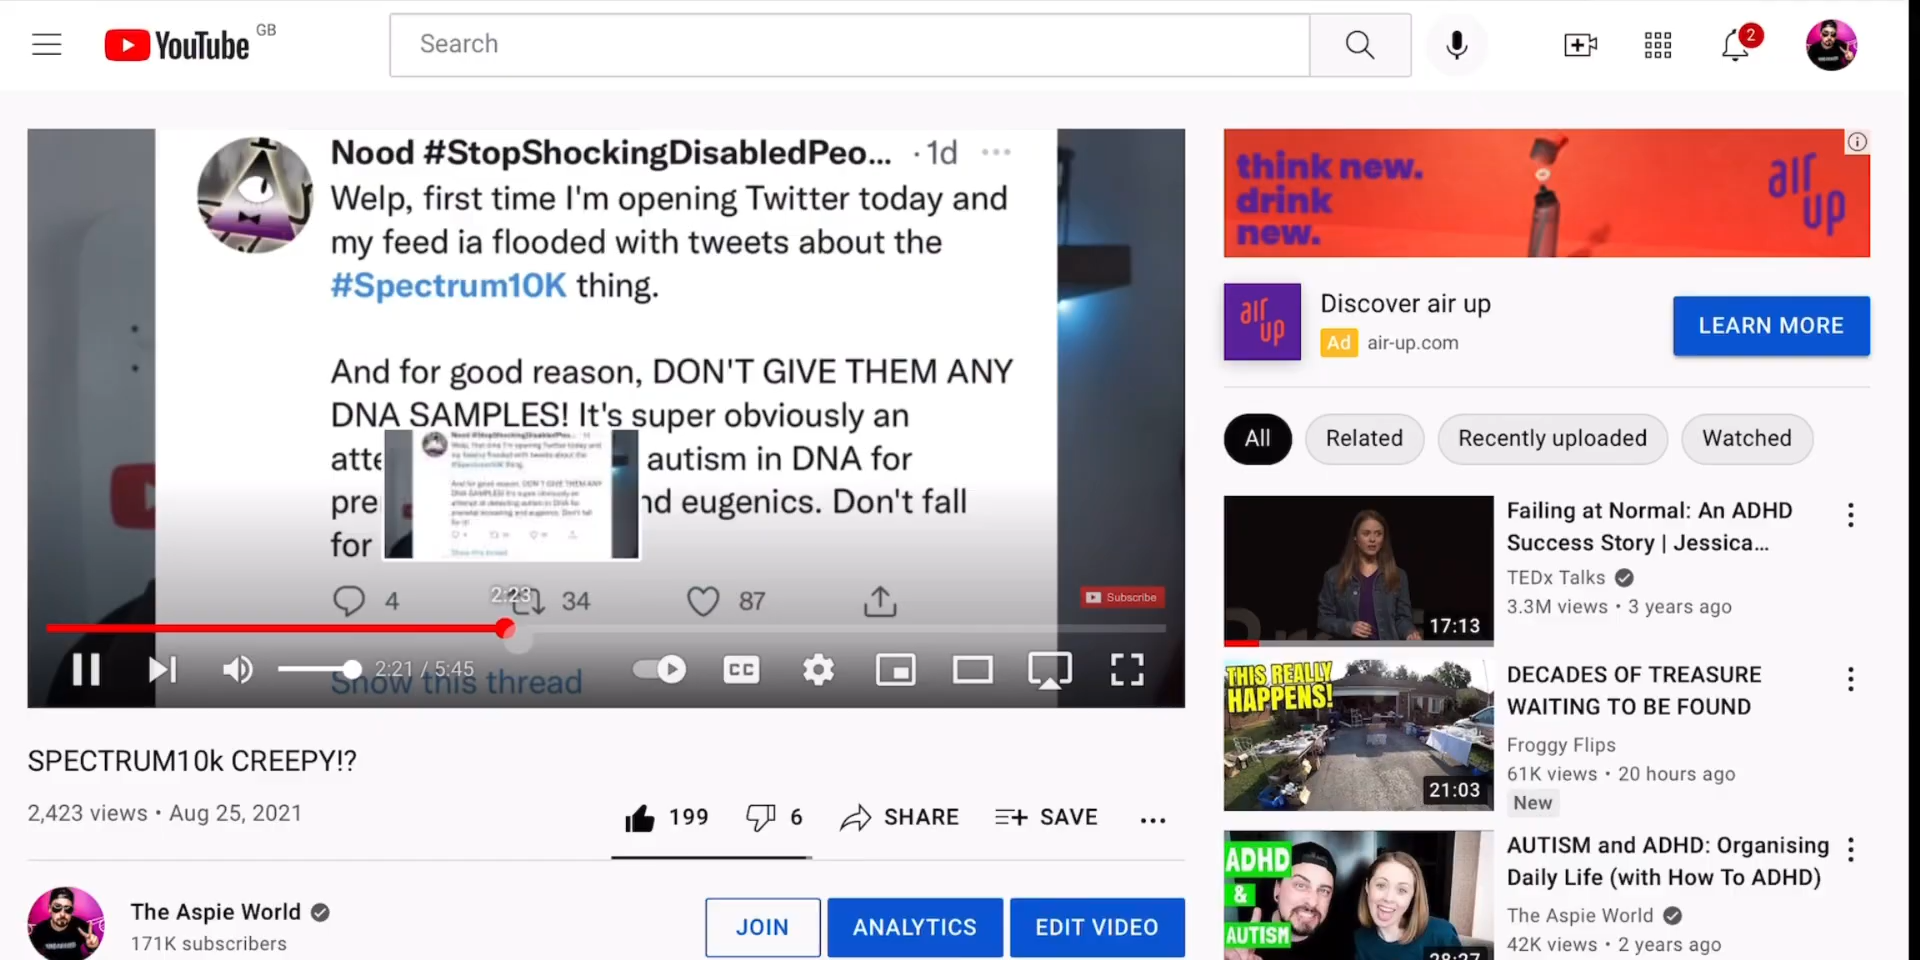 YouTube GB
Search
2
Nood #StopShockingDisabledPeo... · 1d
Welp, first time I'm opening Twitter today and
my feed ia flooded with tweets about the
#Spectrum10K thing.
And for good reason, DON'T GIVE THEM ANY
DNA SAMPLES! It's super obviously an
autism in DNA for
nd eugenics. Don't fall
for
4
34
87
2:23
Subscribe
2:21 / 5:45
CC
Show this thread
SPECTRUM10k CREEPY!?
2,423 views • Aug 25, 2021
199
6
SHARE
SAVE
The Aspie World
171K subscribers
JOIN
ANALYTICS
EDIT VIDEO
think new.
drink
new.
air
up
air
up
Discover air up
Ad air-up.com
LEARN MORE
All
Related
Recently uploaded
Watched
17:13
Failing at Normal: An ADHD
Success Story | Jessica...
TEDx Talks
3.3M views • 3 years ago
THIS REALLY
HAPPENS!
21:03
DECADES OF TREASURE
WAITING TO BE FOUND
Froggy Flips
61K views • 20 hours ago
New
ADHD
&
AUTISM
28:27
AUTISM and ADHD: Organising
Daily Life (with How To ADHD)
The Aspie World
42K views • 2 years ago